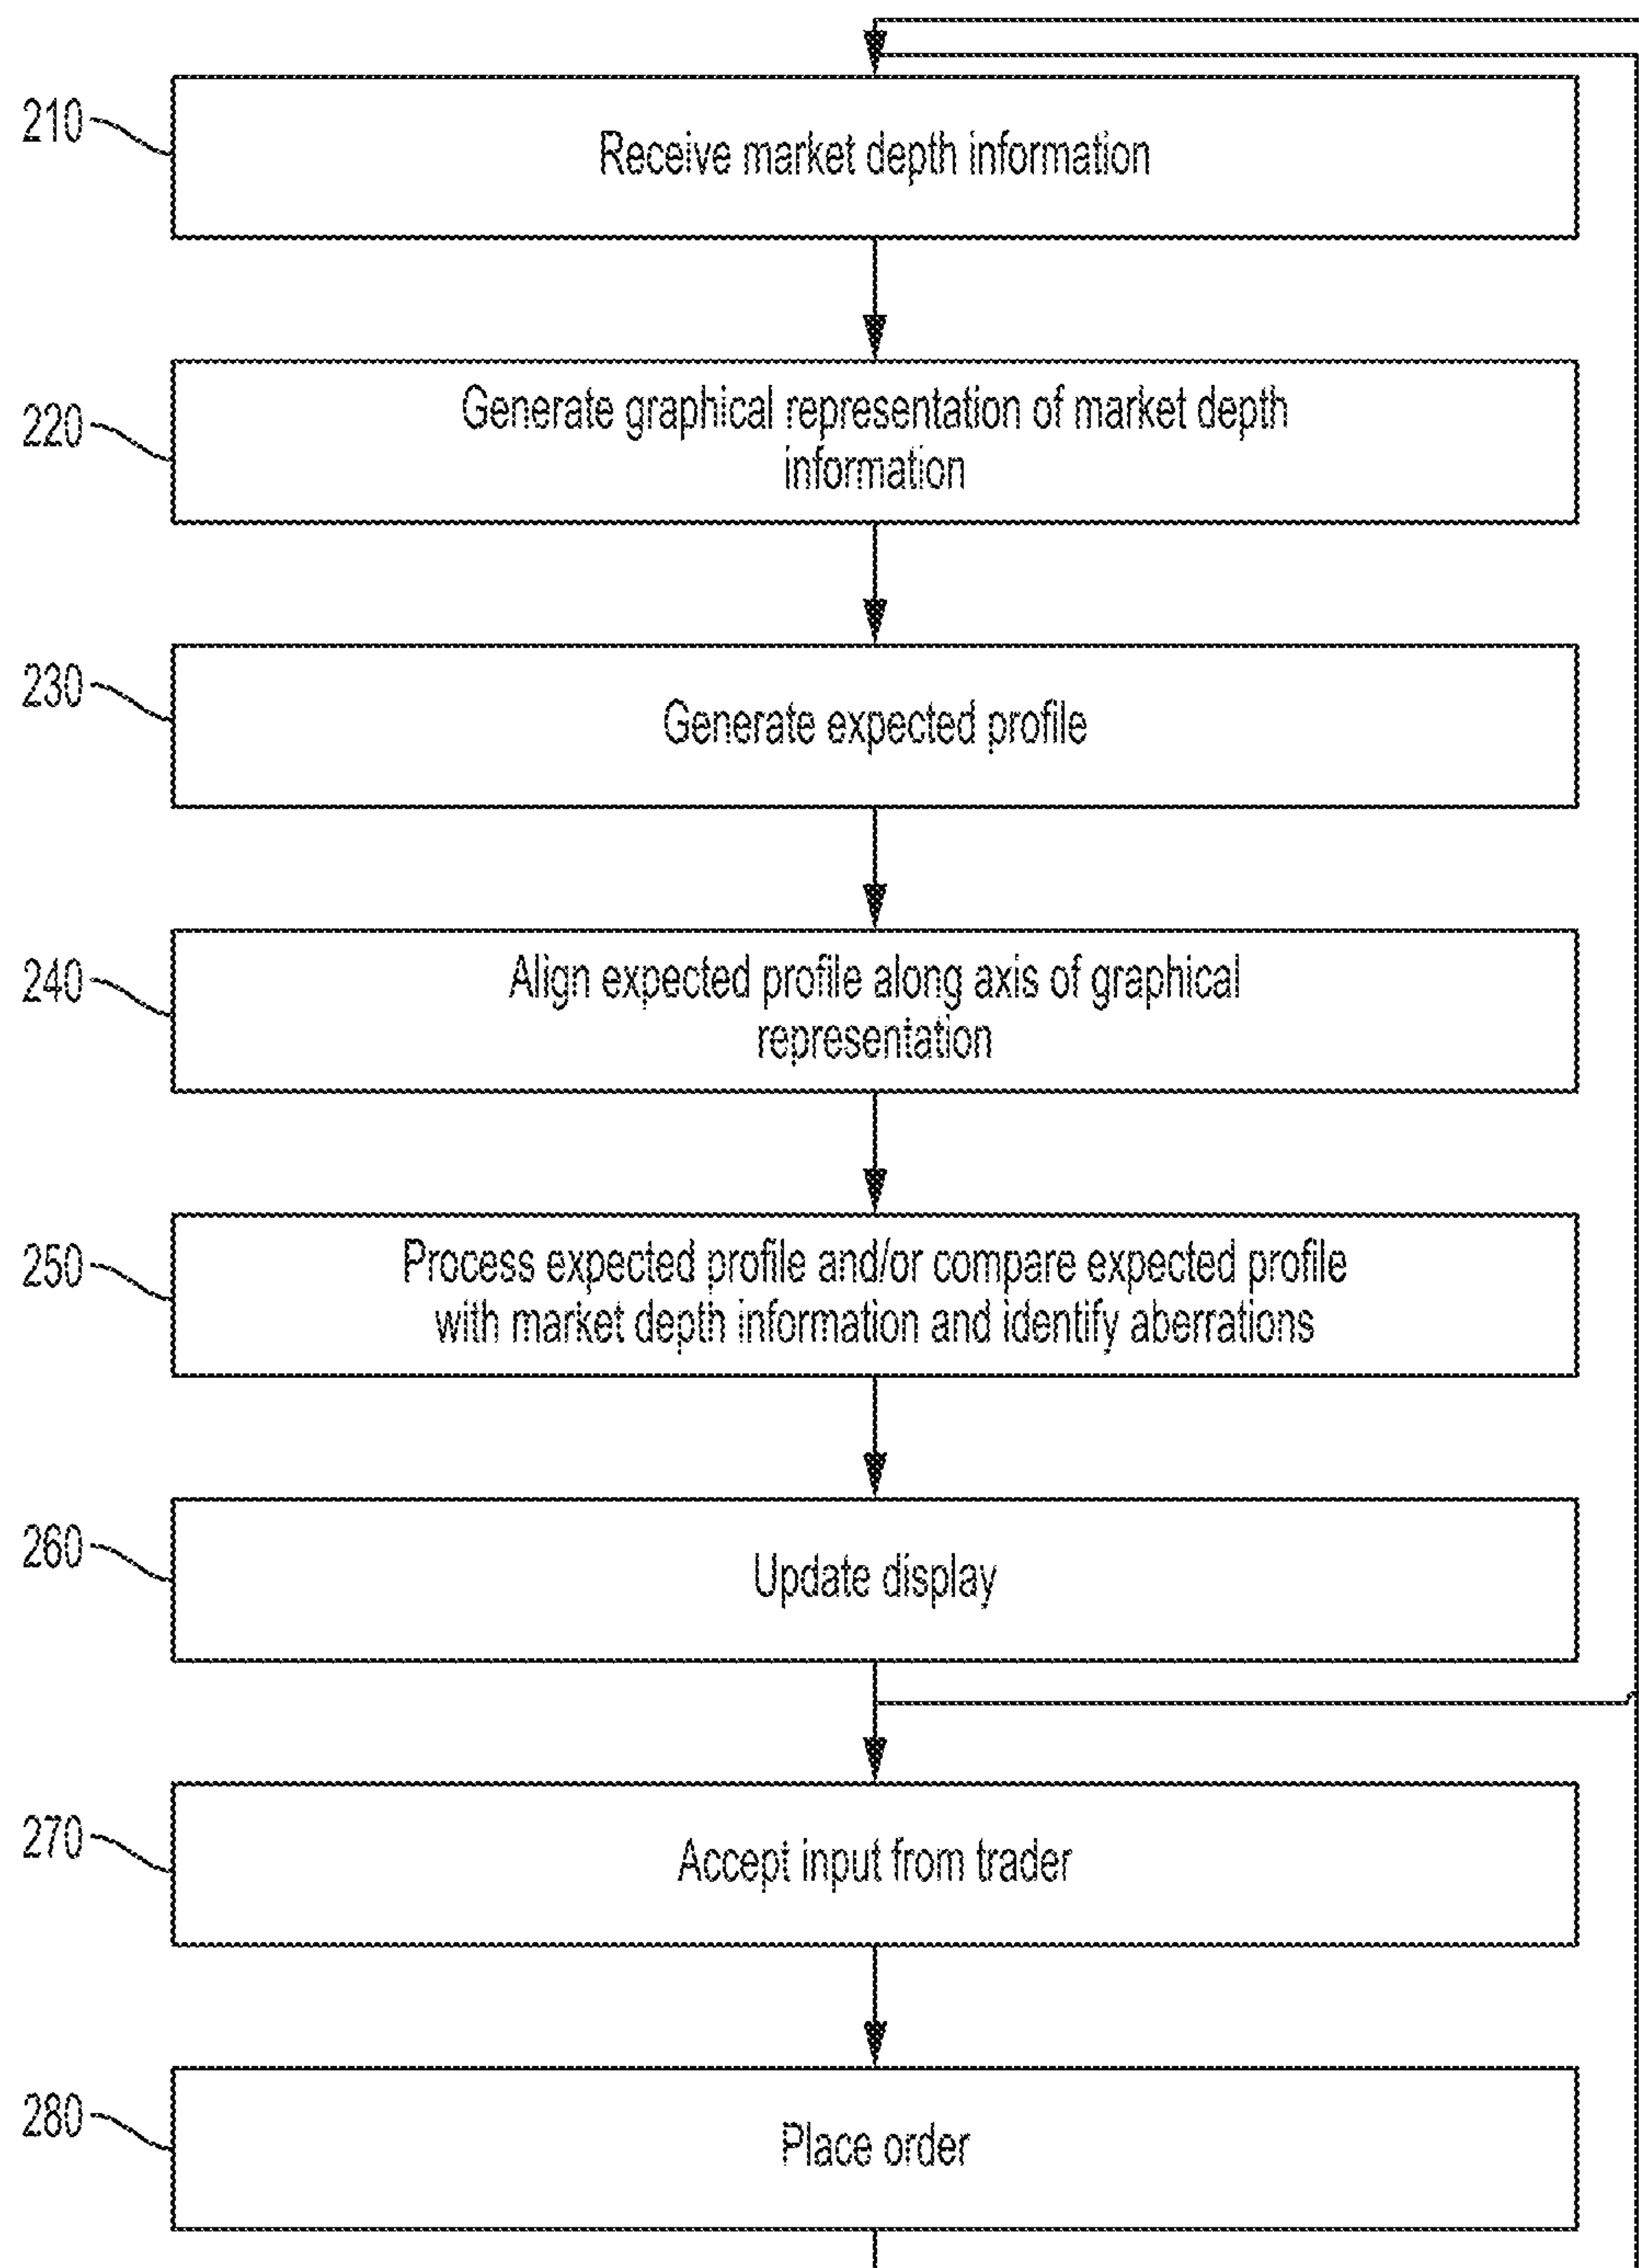 210
Receive market depth information
220
Generate graphical representation of market depth
information
230
Generate expected profile
240
Align expected profile along axis of graphical
representation
250
Process expected profile and/or compare expected profile
with market depth information and identify aberrations
260
Update display
270
Accept input from trader
280
Place order